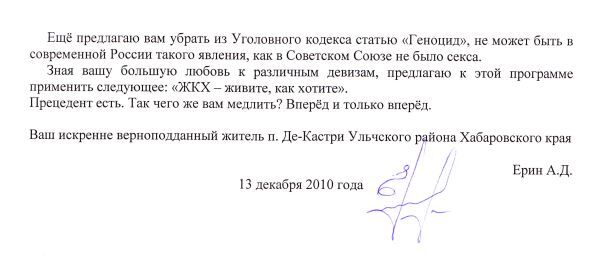 Ещё предлагаю вам убрать из Уголовного кодекса статью «Геноцид», не может быть в
современной России такого явления, как в Советском Союзе не было секса.
Зная вашу большую любовь к различным девизам, предлагаю к этой программе
применить следующее: «ЖКХ – живите, как хотите».
Прецедент есть. Так чего же вам медлить? Вперёд и только вперёд.
Ваш искренне верноподданный житель п. Де-Кастри Ульчского района Хабаровского края
Ерин А.Д.
13 декабря 2010 года